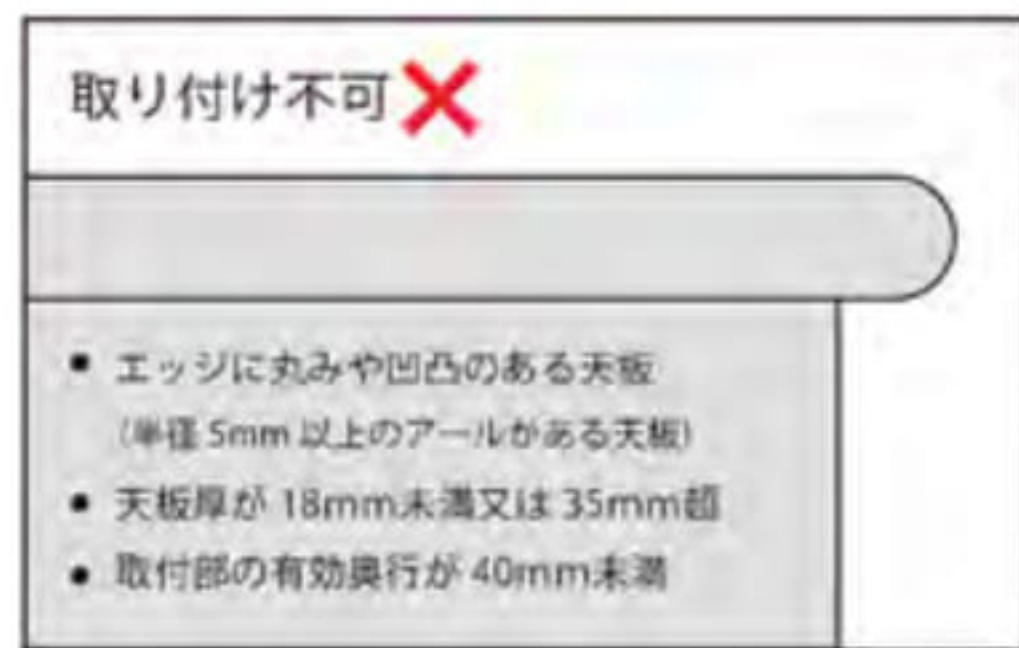 取り付け不可
• エッジに丸みや凹凸のある天板
(半径 5mm 以上のアールがある天板)
• 天板厚が 18mm未満又は 35mm超
• 取付部の有効奥行が 40mm未満